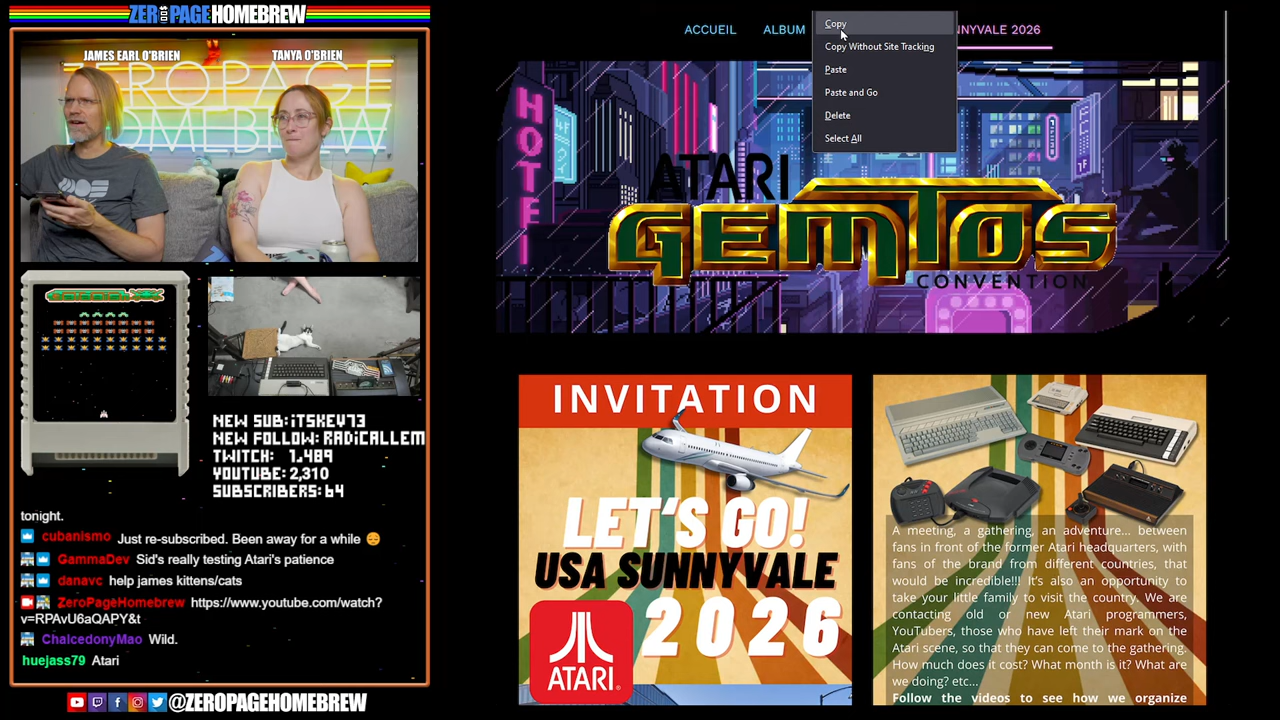 ZEROPAGE HOMEBREW
JAMES EARL O'BRIEN
TANYA O'BRIEN
ZEROPAGE
HOMEBREW
NEW SUB: iTSKEV73
NEW FOLLOW: RADiCALLEM
TWITCH: 1,489
YOUTUBE: 2,310
SUBSCRIBERS: 64
tonight.
cubanismo Just re-subscribed. Been away for a while 😔
GammaDev Sid's really testing Atari's patience
danavc help james kittens/cats
ZeroPageHomebrew https://www.youtube.com/watch?
v=RPAvU6aQAPY&t
ChalcedonyMao Wild.
huejass79 Atari
@ZEROPAGEHOMEBREW
ACCUEIL
ALBUM
NNYVALE 2026
Copy
Copy Without Site Tracking
Paste
Paste and Go
Delete
Select All
HOTEL
ATARI
GEMTOS
CONVENTION
INVITATION
LET'S GO!
USA SUNNYVALE
2026
ATARI
A meeting, a gathering, an adventure... between
fans in front of the former Atari headquarters, with
fans of the brand from different countries, that
would be incredible!!! It's also an opportunity to
take your little family to visit the country. We are
contacting old or new Atari programmers,
YouTubers, those who have left their mark on the
Atari scene, so that they can come to the gathering.
How much does it cost? What month is it? What are
we doing? etc...
Follow the videos to see how we organize